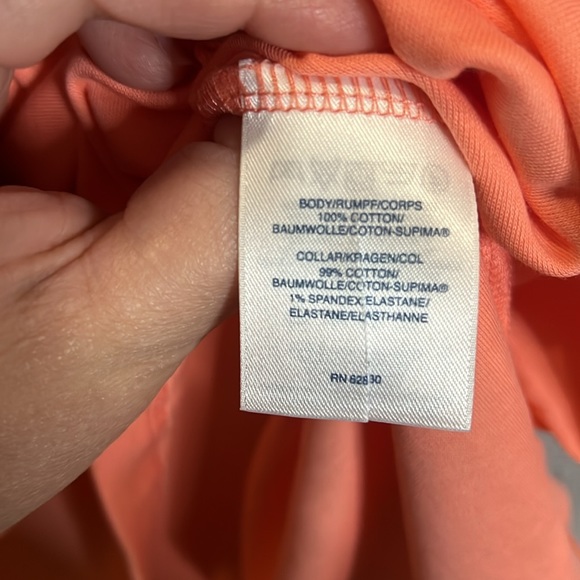 BODY/RUMPF/CORPS
100% COTTON/
BAUMWOLLE/COTON-SUPIMA®
COLLAR/KRAGEN/COL
99% COTTON/
BAUMWOLLE/COTON-SUPIMA®
1% SPANDEX/ELASTANE/
ELASTANE/ELASTHANNE
RN